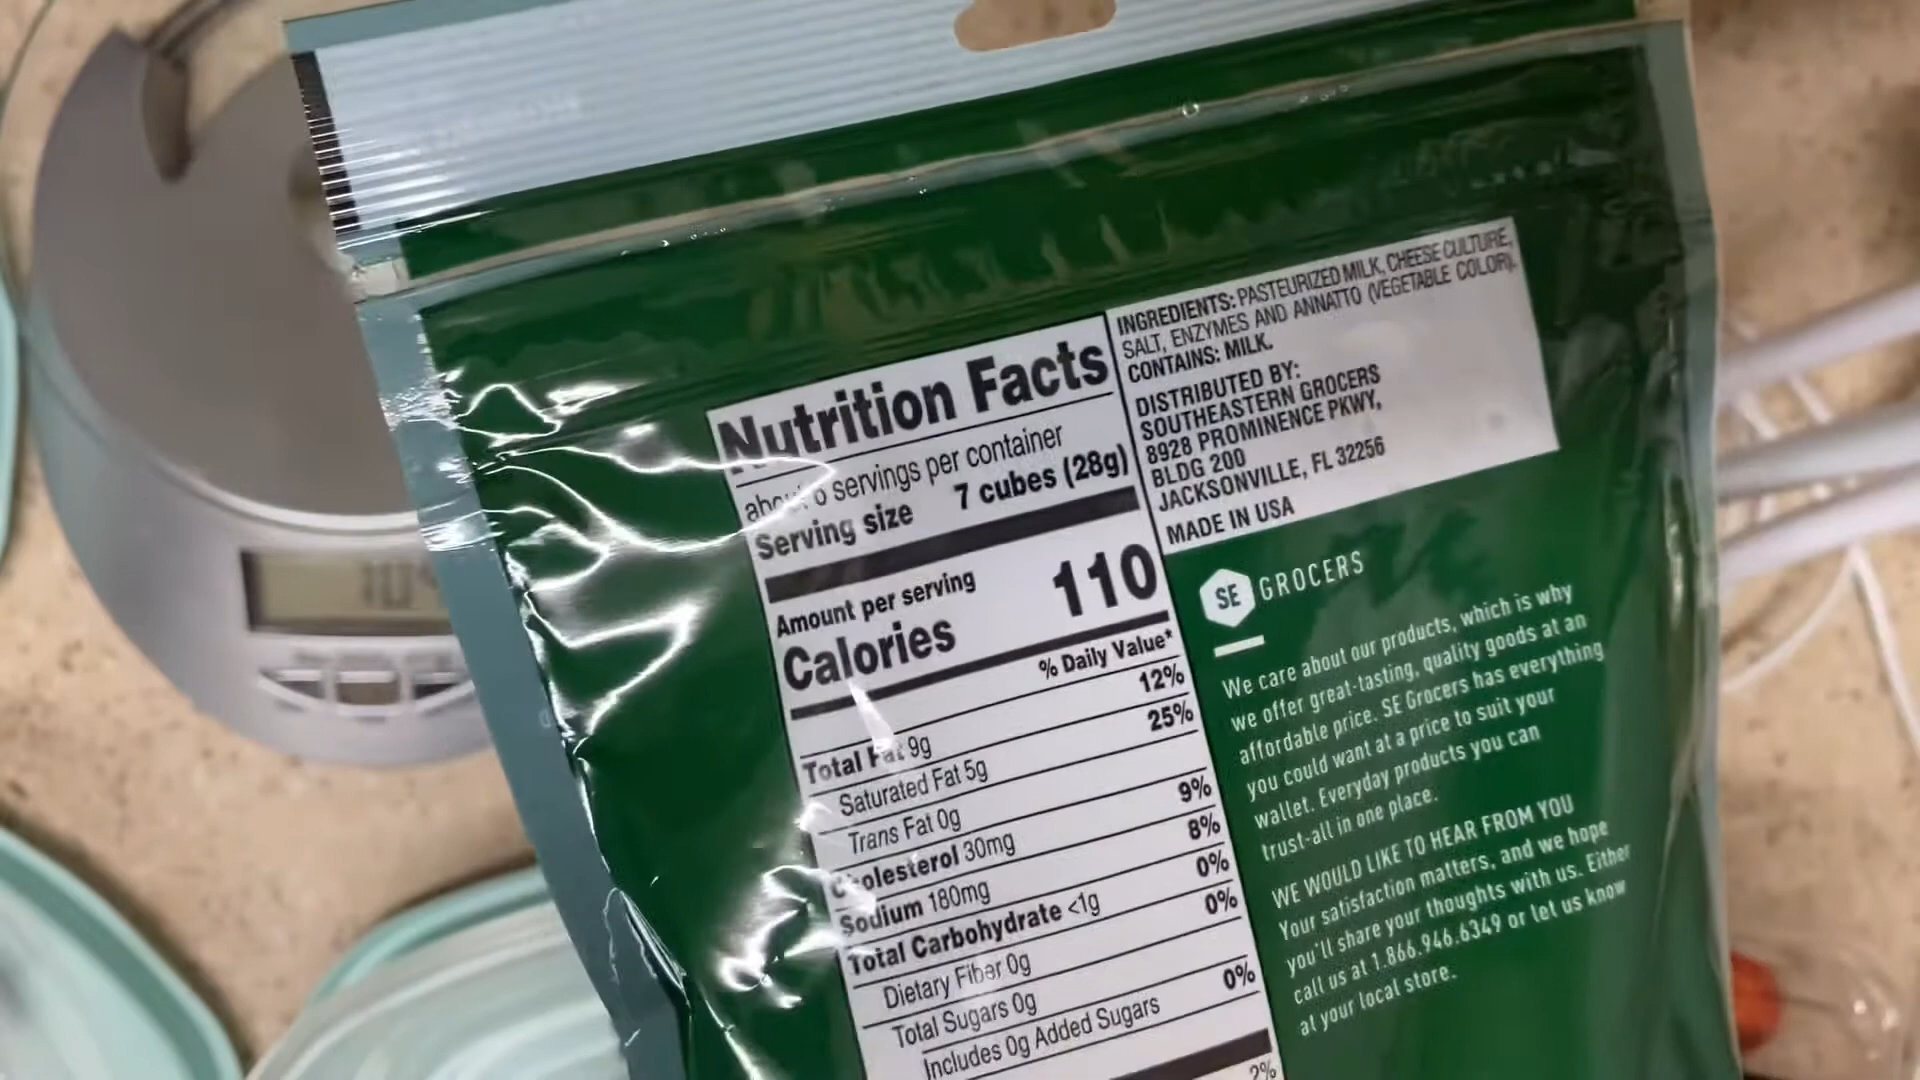 Nutrition Facts
servings per container
Serving size 7 cubes (28g)
Amount per serving
Calories 110
% Daily Value*
Total Fat 9g 12%
Saturated Fat 5g 25%
Trans Fat 0g
Cholesterol 30mg 9%
Sodium 180mg 8%
Total Carbohydrate <1g 0%
Dietary Fiber 0g 0%
Total Sugars 0g
Includes 0g Added Sugars 0%
2%
INGREDIENTS: PASTEURIZED MILK, CHEESE CULTURE,
SALT, ENZYMES AND ANNATTO (VEGETABLE COLOR).
CONTAINS: MILK.
DISTRIBUTED BY:
SOUTHEASTERN GROCERS
8928 PROMINENCE PKWY,
BLDG 200
JACKSONVILLE, FL 32256
MADE IN USA
SE GROCERS
We care about our products, which is why
we offer great-tasting, quality goods at an
affordable price. SE Grocers has everything
you could want at a price to suit your
wallet. Everyday products you can
trust-all in one place.
WE WOULD LIKE TO HEAR FROM YOU
Your satisfaction matters, and we hope
you'll share your thoughts with us. Either
call us at 1.866.946.6349 or let us know
at your local store.